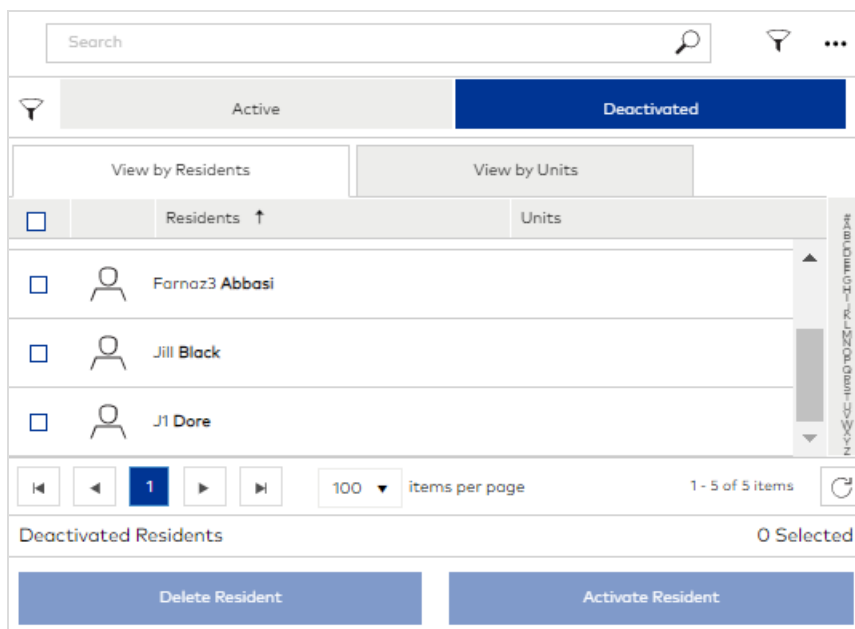 Search
Active Deactivated
View by Residents View by Units
Residents ↑ Units
Farnaz3 Abbasi
Jill Black
J1 Dore
1 100 items per page 1 - 5 of 5 items
Deactivated Residents 0 Selected
Delete Resident Activate Resident
#
A
B
C
D
E
F
G
H
I
J
K
L
M
N
O
P
Q
R
S
T
U
V
W
X
Y
Z